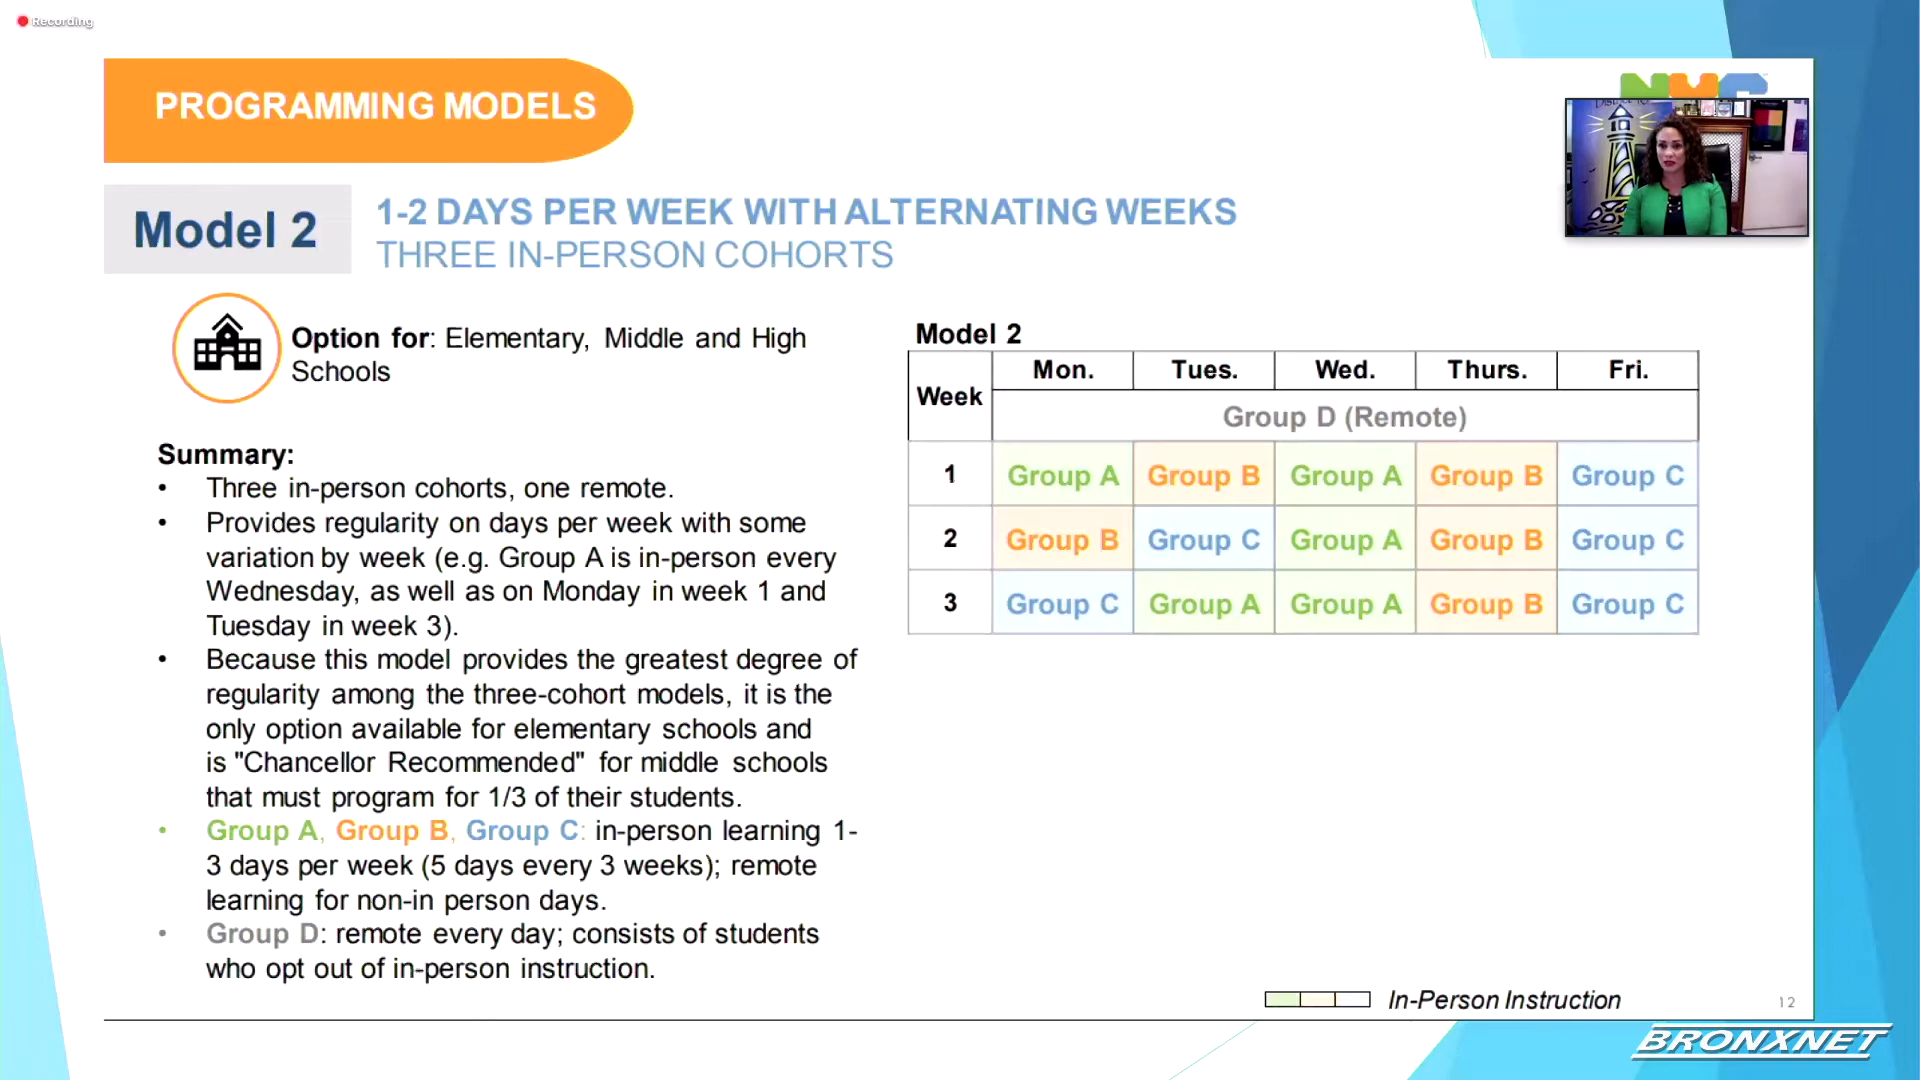 Recording
PROGRAMMING MODELS
NYC
Model 2
1-2 DAYS PER WEEK WITH ALTERNATING WEEKS
THREE IN-PERSON COHORTS
Option for: Elementary, Middle and High
Schools
Summary:
• Three in-person cohorts, one remote.
• Provides regularity on days per week with some
variation by week (e.g. Group A is in-person every
Wednesday, as well as on Monday in week 1 and
Tuesday in week 3).
• Because this model provides the greatest degree of
regularity among the three-cohort models, it is the
only option available for elementary schools and
is "Chancellor Recommended" for middle schools
that must program for 1/3 of their students.
• Group A, Group B, Group C: in-person learning 1-
3 days per week (5 days every 3 weeks); remote
learning for non-in person days.
• Group D: remote every day; consists of students
who opt out of in-person instruction.
Model 2
Week Mon. Tues. Wed. Thurs. Fri.
Group D (Remote)
1 Group A Group B Group A Group B Group C
2 Group B Group C Group A Group B Group C
3 Group C Group A Group A Group B Group C
In-Person Instruction
12
BRONXNET